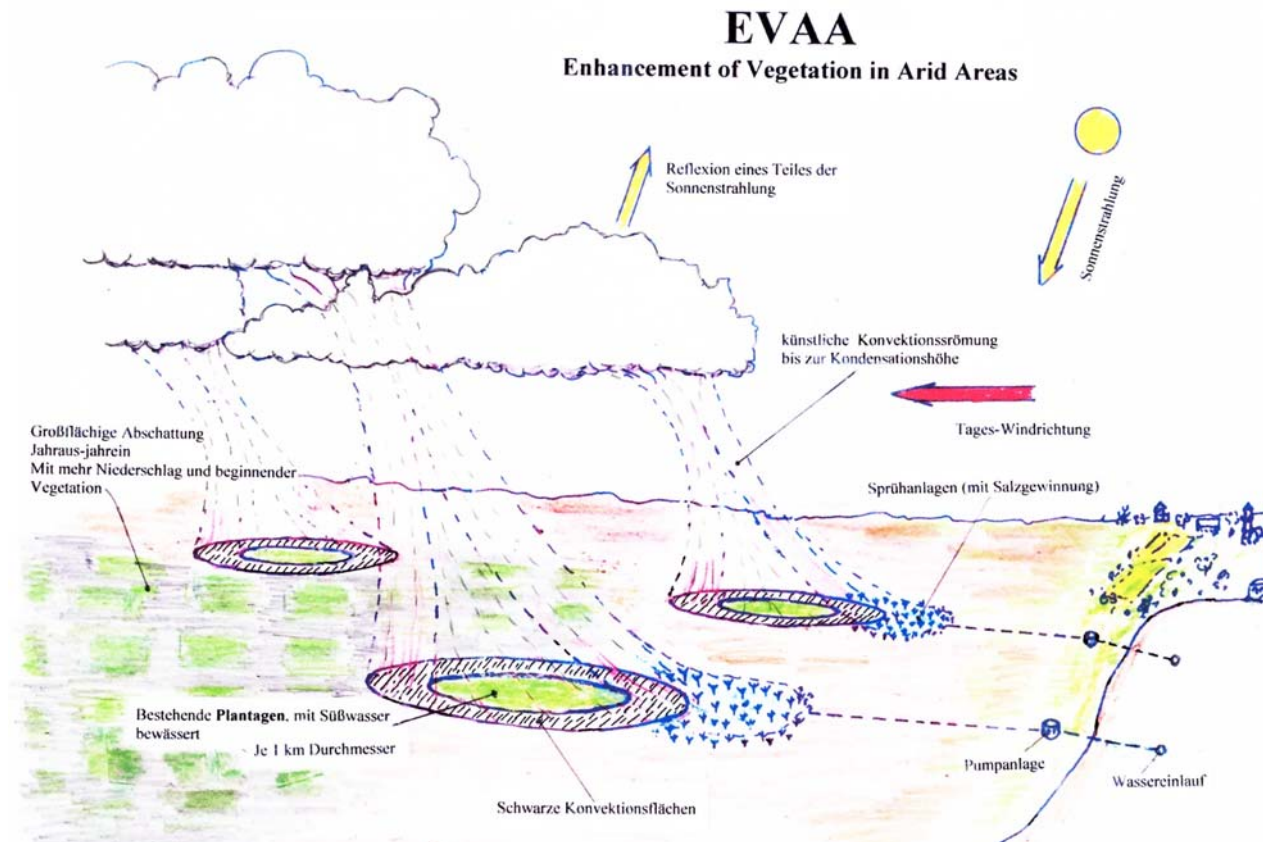 EVAA
Enhancement of Vegetation in Arid Areas
Reflexion eines Teiles der
Sonnenstrahlung
Sonnenstrahlung
künstliche Konvektionssrömung
bis zur Kondensationshöhe
Tages-Windrichtung
Großflächige Abschattung
Jahraus-jahrein
Mit mehr Niederschlag und beginnender
Vegetation
Sprühanlagen (mit Salzgewinnung)
Bestehende Plantagen, mit Süßwasser
bewässert
Je 1 km Durchmesser
Pumpanlage
Wassereinlauf
Schwarze Konvektionsflächen